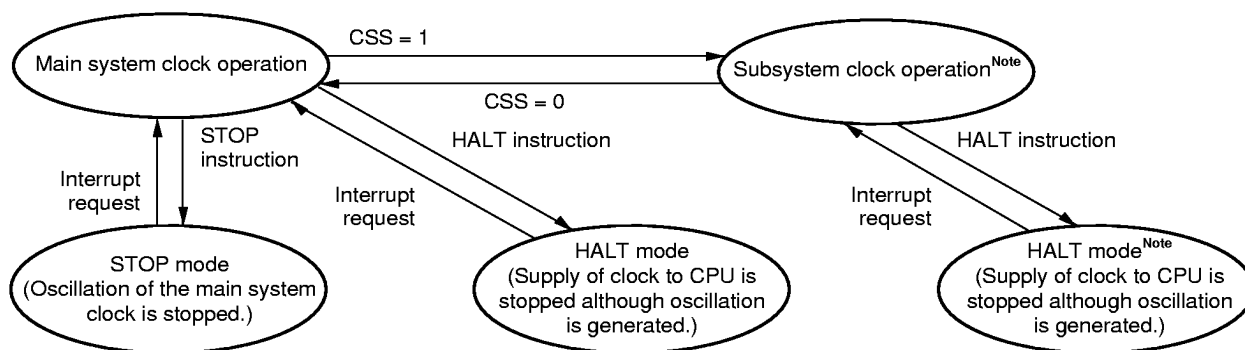 CSS = 1
Main system clock operation
Subsystem clock operationNote
CSS = 0
STOP
instruction
HALT instruction
HALT instruction
Interrupt
request
Interrupt
request
Interrupt
request
STOP mode
(Oscillation of the main system
clock is stopped.)
HALT mode
(Supply of clock to CPU is
stopped although oscillation
is generated.)
HALT modeNote
(Supply of clock to CPU is
stopped although oscillation
is generated.)